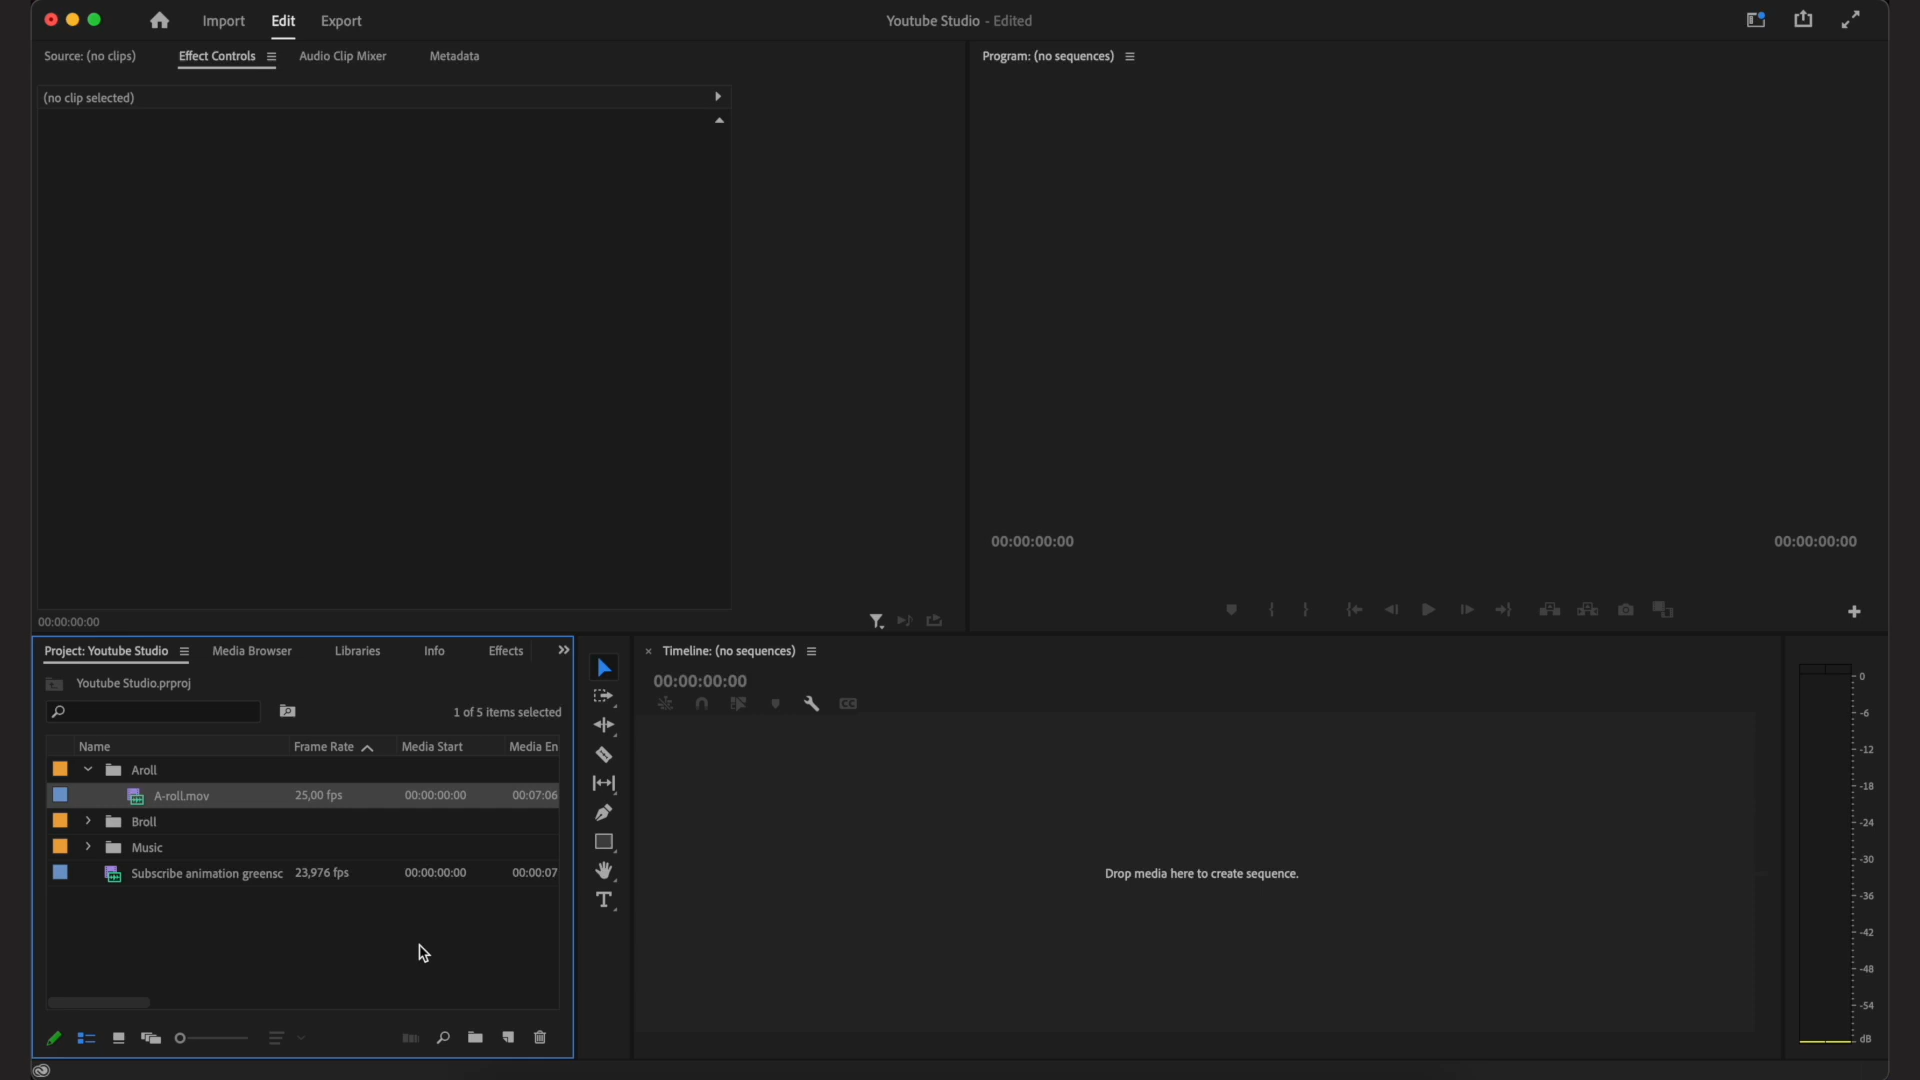 Import Edit Export Youtube Studio - Edited
Source: (no clips) Effect Controls Audio Clip Mixer Metadata
Program: (no sequences)
(no clip selected)
00:00:00:00 00:00:00:00
00:00:00:00
Project: Youtube Studio Media Browser Libraries Info Effects
Youtube Studio.prproj
1 of 5 items selected
Name Frame Rate Media Start Media En
Aroll
A-roll.mov 25,00 fps 00:00:00:00 00:07:06
Broll
Music
Subscribe animation greensc 23,976 fps 00:00:00:00 00:00:07
T
Timeline: (no sequences)
00:00:00:00
CC
Drop media here to create sequence.
0
-6
-12
-18
-24
-30
-36
-42
-48
-54
dB